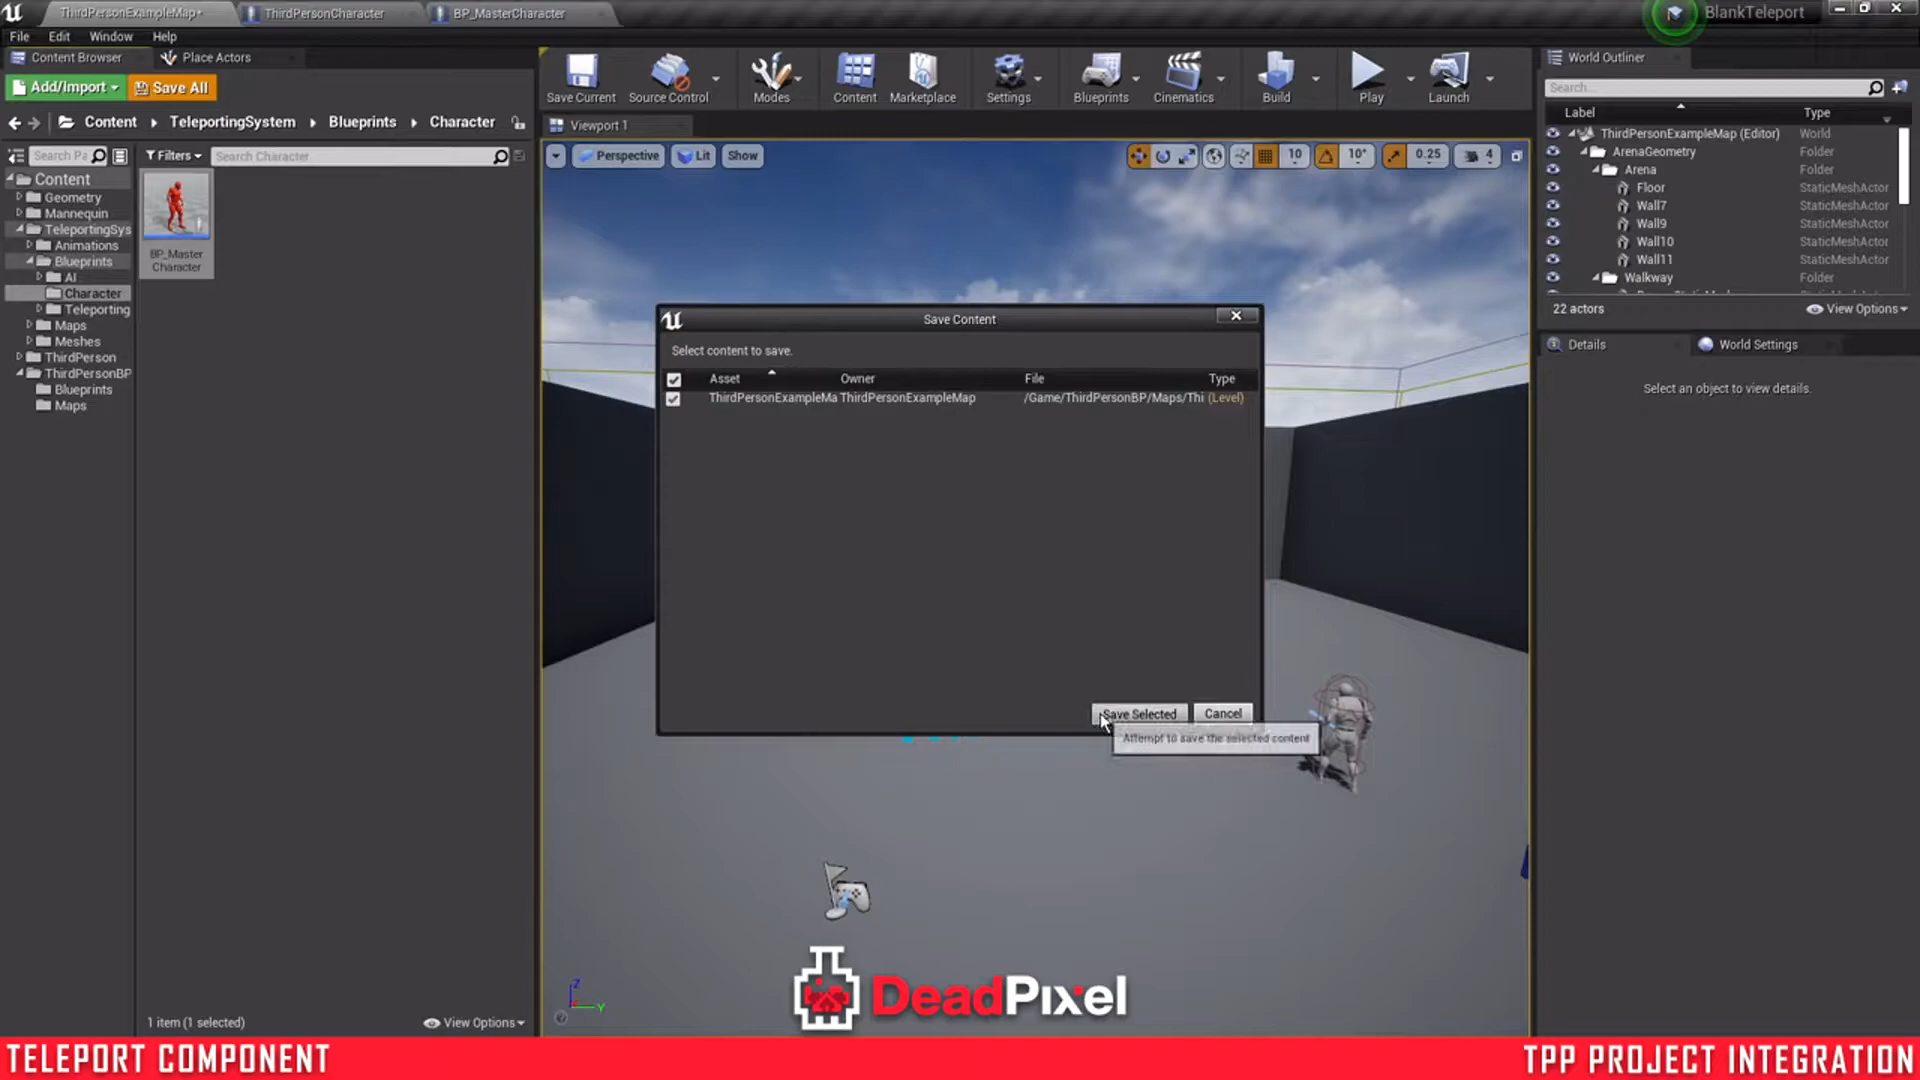 ThirdPersonExampleMap*
ThirdPersonCharacter
BP_MasterCharacter
BlankTeleport
File Edit Window Help
Content Browser
Place Actors
Add/Import
Save All
Save Current
Source Control
Modes
Content
Marketplace
Settings
Blueprints
Cinematics
Build
Play
Launch
World Outliner
Search...
Label
Type
Content TeleportingSystem Blueprints Character
Viewport 1
Search Pa
Filters
Search Character
Perspective
Lit
Show
10
10°
0.25
4
Content
Geometry
Mannequin
TeleportingSys
Animations
Blueprints
AI
Character
Teleporting
Maps
Meshes
ThirdPerson
ThirdPersonBP
Blueprints
Maps
BP_Master
Character
ThirdPersonExampleMap (Editor) World
ArenaGeometry Folder
Arena Folder
Floor StaticMeshActor
Wall7 StaticMeshActor
Wall9 StaticMeshActor
Wall10 StaticMeshActor
Wall11 StaticMeshActor
Walkway Folder
22 actors
View Options
Details
World Settings
Select an object to view details.
Save Content
Select content to save.
Asset Owner File Type
ThirdPersonExampleMa ThirdPersonExampleMap /Game/ThirdPersonBP/Maps/Thi (Level)
Save Selected
Cancel
Attempt to save the selected content
Z
Y
1 item (1 selected)
View Options
DeadPixel
TELEPORT COMPONENT
TPP PROJECT INTEGRATION